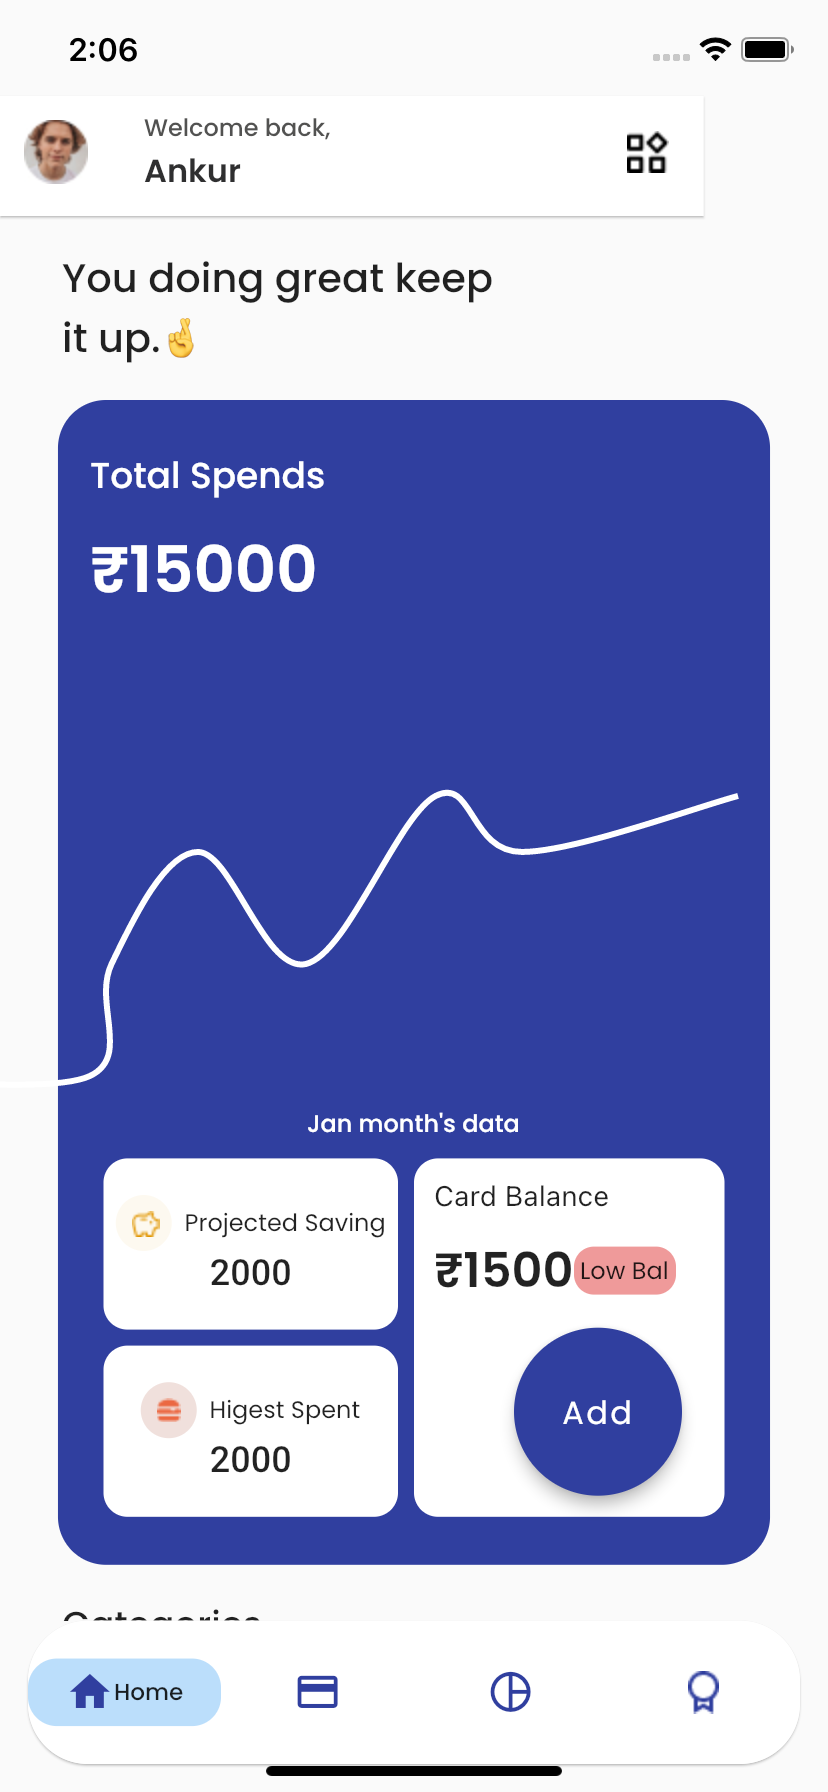 2:06
Welcome back,
Ankur
You doing great keep
it up.🤞
Total Spends
₹15000
Jan month's data
Projected Saving
2000
Card Balance
₹1500 Low Bal
Higest Spent
2000
Add
Categories
Home